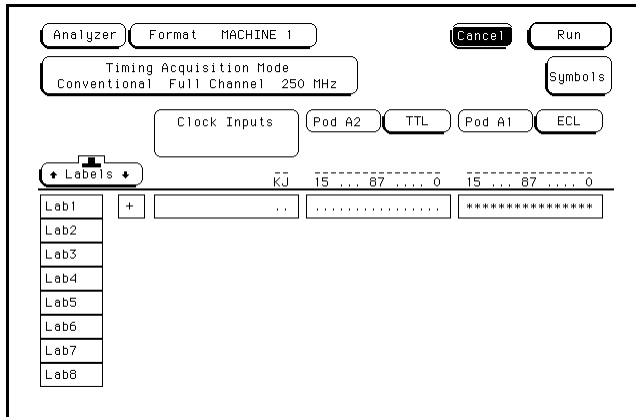 Analyzer Format MACHINE 1 Cancel Run
Timing Acquisition Mode
Conventional Full Channel 250 MHz
Symbols
Clock Inputs Pod A2 TTL Pod A1 ECL
↑ Labels ↓
KJ 15 ... 87 .... 0 15 ... 87 .... 0
Lab1 + .. ................ ****************
Lab2
Lab3
Lab4
Lab5
Lab6
Lab7
Lab8